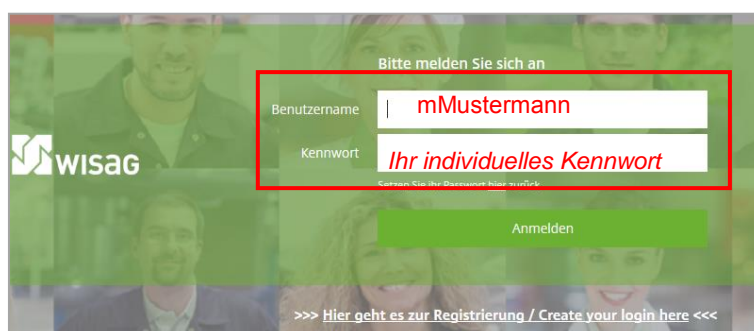 Bitte melden Sie sich an
Benutzername mMustermann
Kennwort Ihr individuelles Kennwort
wisag
Setzen Sie ihr Passwort hier zurück
Anmelden
>>> Hier geht es zur Registrierung / Create your login here <<<